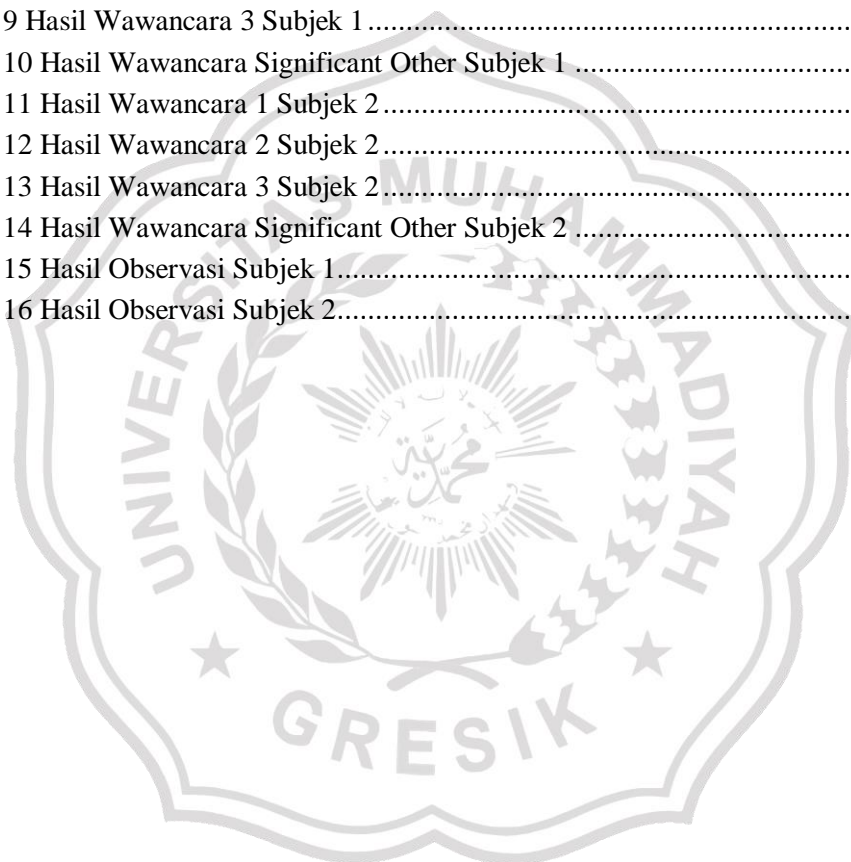 9 Hasil Wawancara 3 Subjek 1..............................................................
10 Hasil Wawancara Significant Other Subjek 1 ....................................
11 Hasil Wawancara 1 Subjek 2.............................................................
12 Hasil Wawancara 2 Subjek 2.............................................................
13 Hasil Wawancara 3 Subjek 2.............................................................
14 Hasil Wawancara Significant Other Subjek 2 ....................................
15 Hasil Observasi Subjek 1...................................................................
16 Hasil Observasi Subjek 2...................................................................
UNIVERSITAS MUHAMMADIYAH
محمدية
GRESIK